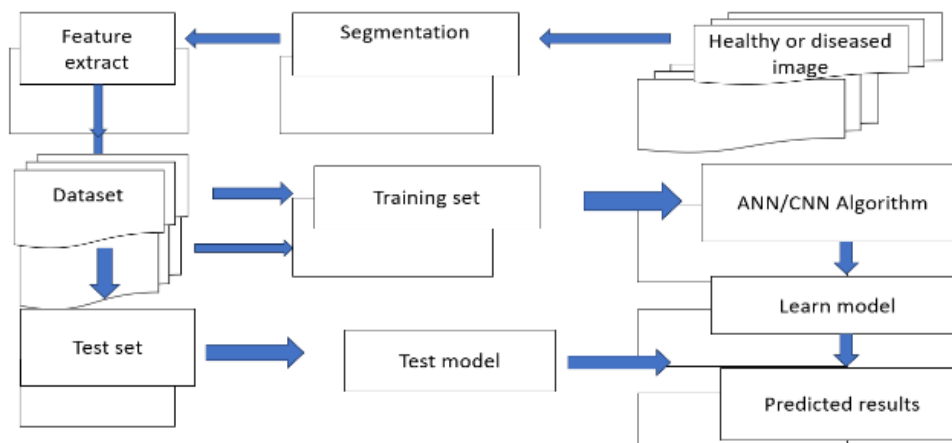 Feature
extract
Segmentation
Healthy or diseased
image
Dataset
Training set
ANN/CNN Algorithm
Learn model
Test set
Test model
Predicted results